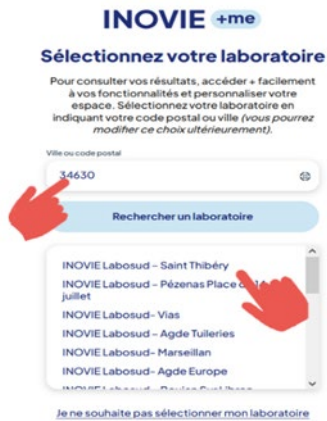 INOVIE +me
Sélectionnez votre laboratoire
Pour consulter vos résultats, accéder + facilement
à vos fonctionnalités et personnaliser votre
espace. Sélectionnez votre laboratoire en
indiquant votre code postal ou ville (vous pourrez
modifier ce choix ultérieurement).
Ville ou code postal
34630
Rechercher un laboratoire
INOVIE Labosud – Saint Thibéry
INOVIE Labosud – Pézenas Place
juillet
INOVIE Labosud- Vias
INOVIE Labosud – Agde Tuileries
INOVIE Labosud- Marseillan
INOVIE Labosud- Agde Europe
INOVIE Labosud
Je ne souhaite pas sélectionner mon laboratoire